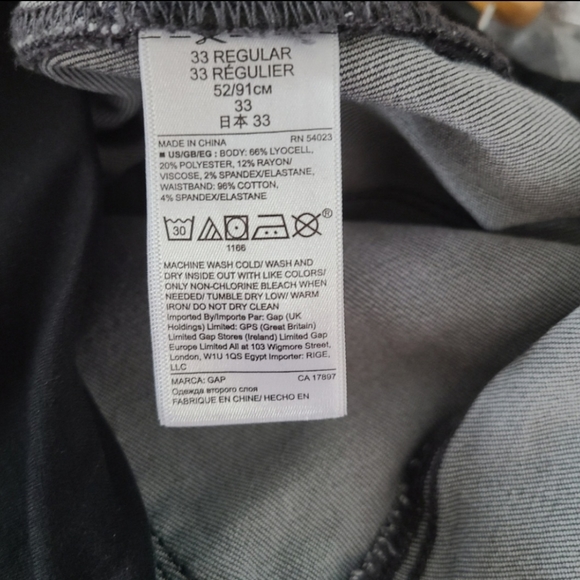 33 REGULAR
33 RÉGULIER
52/91CM
33
日本 33
MADE IN CHINA RN 54023
■ US/GB/EG : BODY: 66% LYOCELL,
20% POLYESTER, 12% RAYON/
VISCOSE, 2% SPANDEX/ELASTANE,
WAISTBAND: 96% COTTON,
4% SPANDEX/ELASTANE
30
®
1166
MACHINE WASH COLD/ WASH AND
DRY INSIDE OUT WITH LIKE COLORS/
ONLY NON-CHLORINE BLEACH WHEN
NEEDED/ TUMBLE DRY LOW/ WARM
IRON/ DO NOT DRY CLEAN
Imported By/Importe Par: Gap (UK
Holdings) Limited: GPS (Great Britain)
Limited Gap Stores (Ireland) Limited Gap
Europe Limited All at 103 Wigmore Street,
London, W1U 1QS Egypt Importer: RIGE,
LLC
MARCA: GAP CA 17897
Одежда второго слоя
FABRIQUE EN CHINE/ HECHO EN